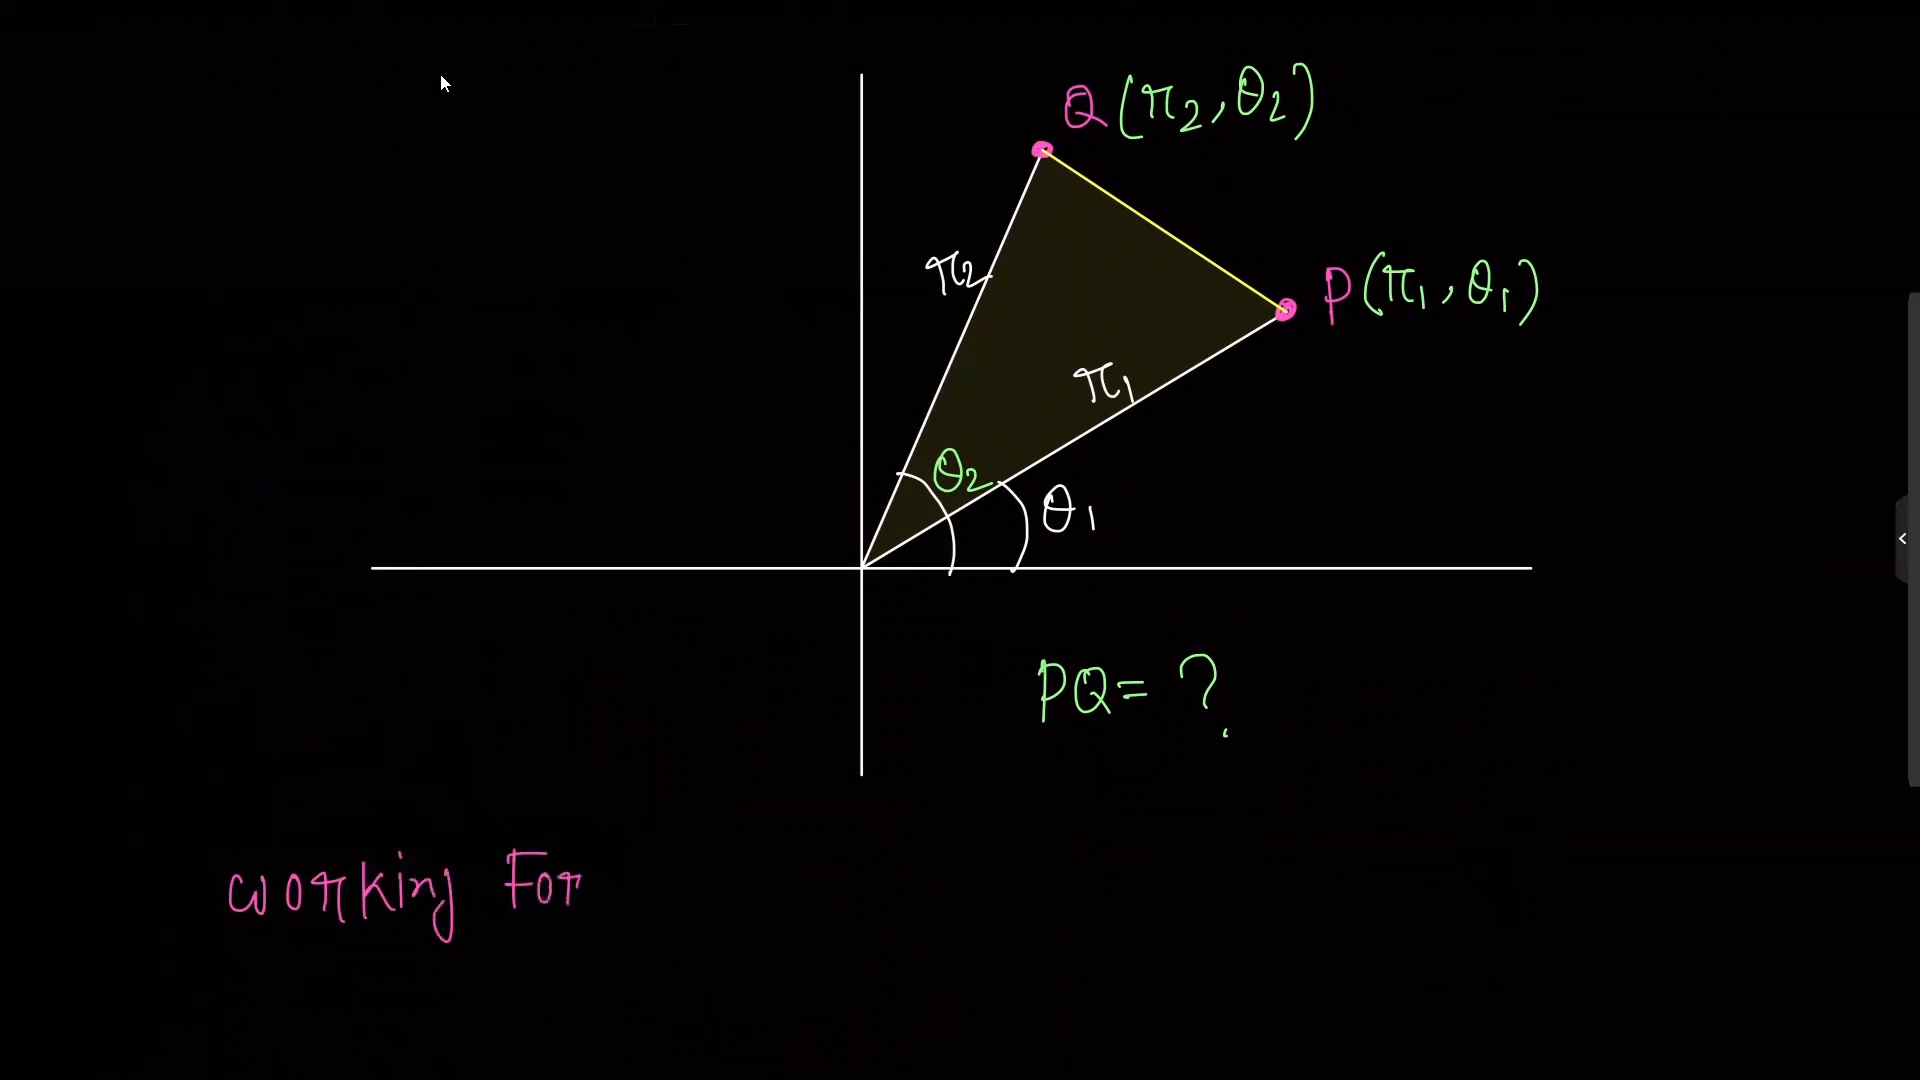 Q(r2, θ2)
r2
P(r1, θ1)
r1
θ2
θ1
PQ = ?
working For